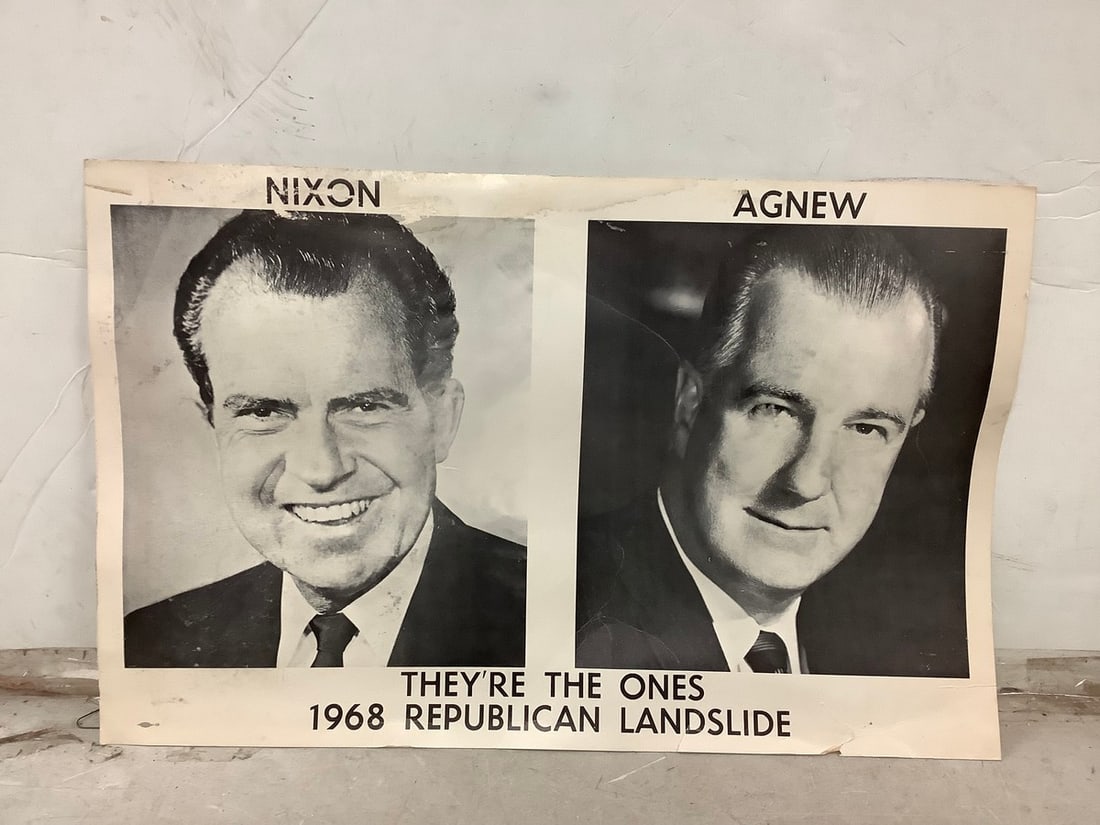 NIXON
AGNEW
THEY'RE THE ONES
1968 REPUBLICAN LANDSLIDE